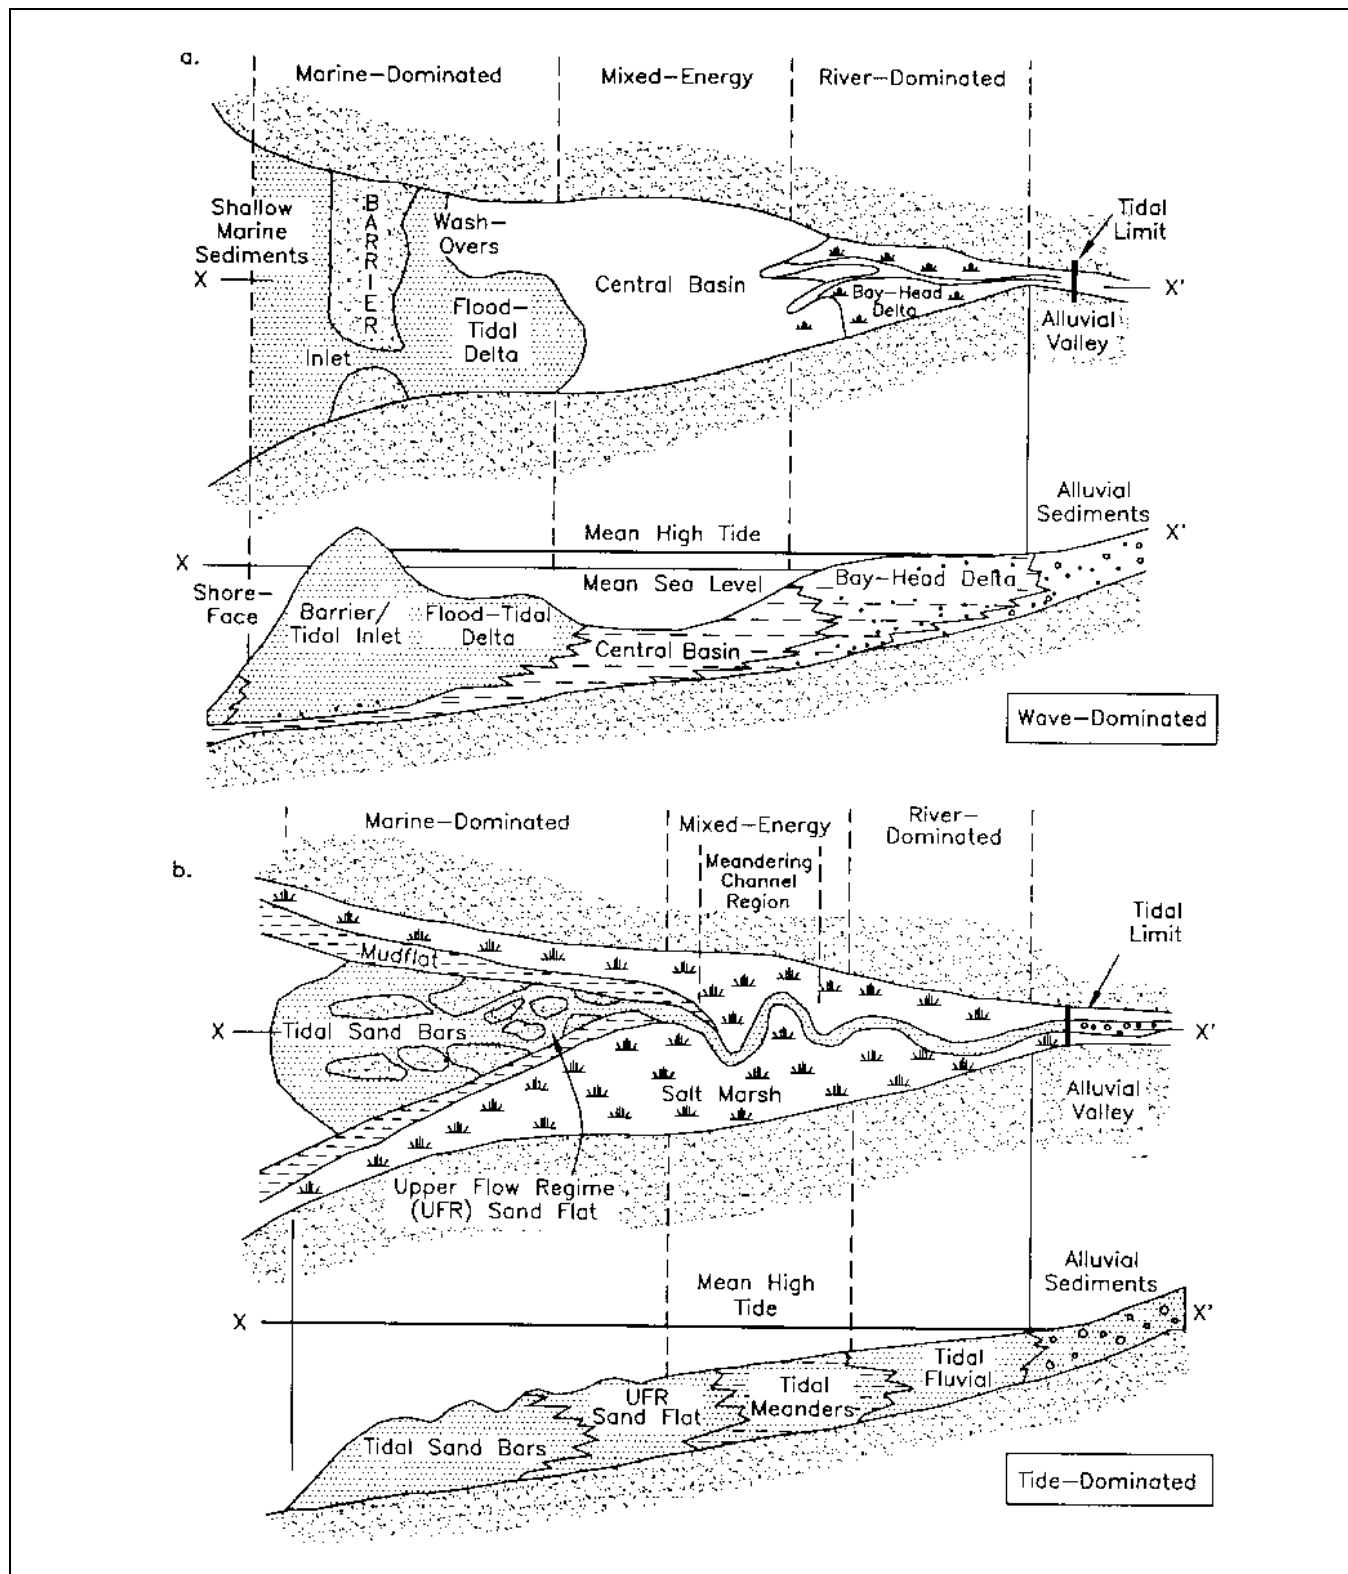 a.
Marine-Dominated
Mixed-Energy
River-Dominated
Shallow
Marine
Sediments
BARRIER
Wash-
Overs
Tidal
Limit
X
Central Basin
X'
Bay-Head
Delta
Flood-
Tidal
Delta
Inlet
Alluvial
Valley
Alluvial
Sediments
Mean High Tide
X'
X
Mean Sea Level
Bay-Head Delta
Shore-
Face
Barrier/
Tidal Inlet
Flood-Tidal
Delta
Central Basin
Wave-Dominated
b.
Marine-Dominated
Mixed-Energy
River-
Dominated
Meandering
Channel
Region
Tidal
Limit
Mudflat
X
Tidal Sand Bars
X'
Salt Marsh
Alluvial
Valley
Upper Flow Regime
(UFR) Sand Flat
Alluvial
Sediments
Mean High
Tide
X
X'
Tidal
Fluvial
Tidal
Meanders
UFR
Sand Flat
Tidal Sand Bars
Tide-Dominated